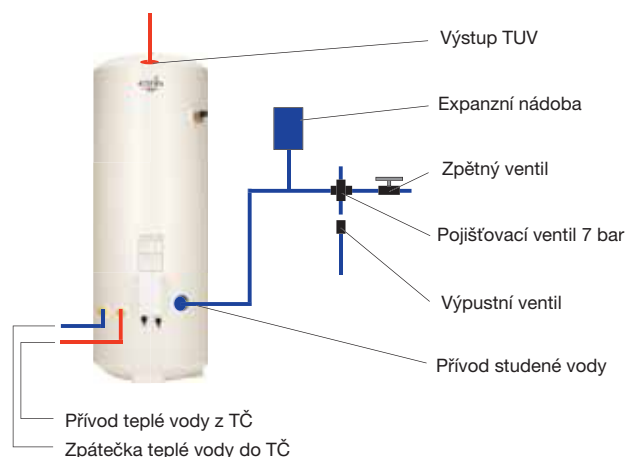 Výstup TUV
Expanzní nádoba
Zpětný ventil
Pojišťovací ventil 7 bar
Výpustní ventil
Přívod studené vody
Přívod teplé vody z TČ
Zpátečka teplé vody do TČ